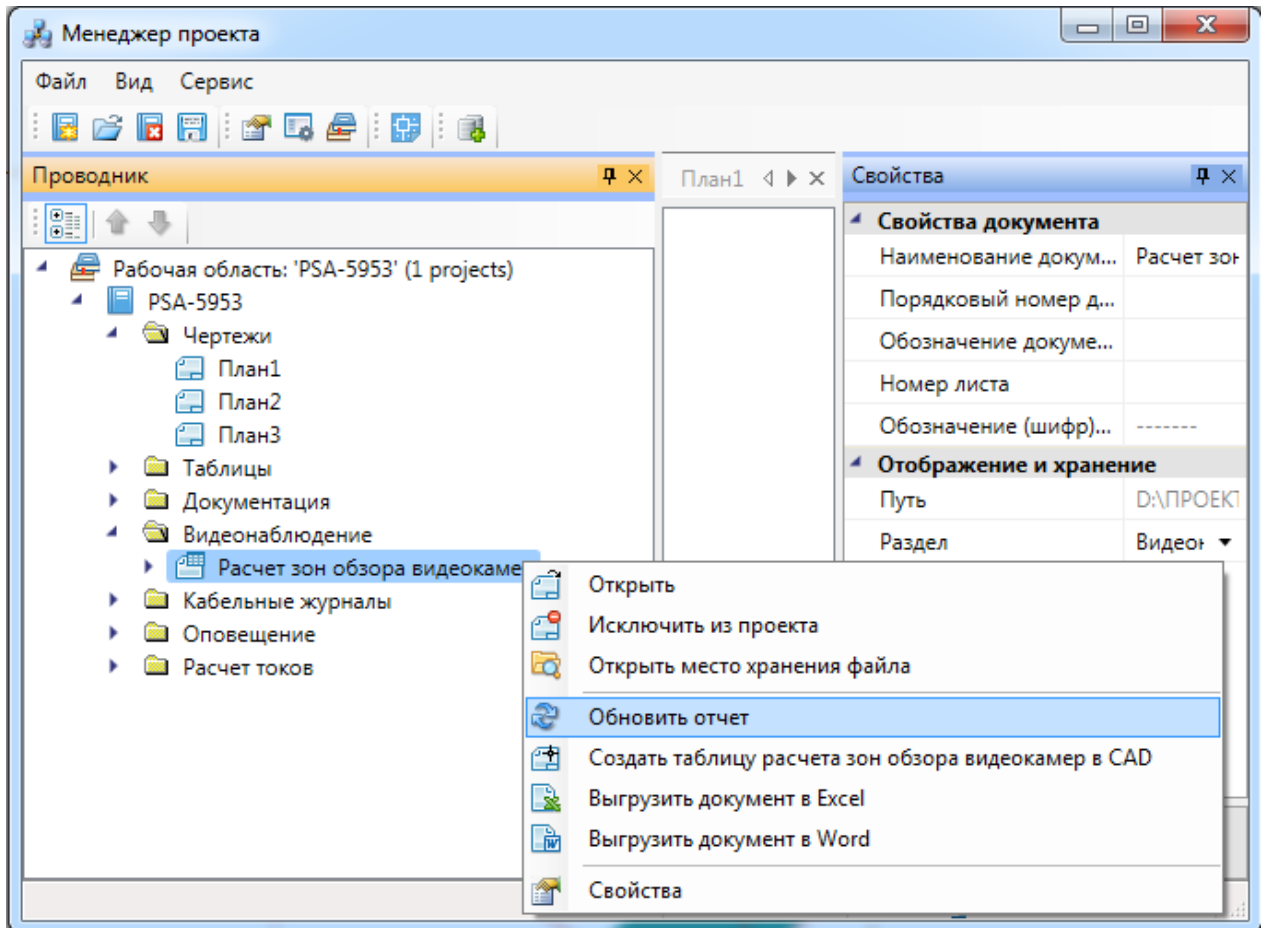 Менеджер проекта
Файл Вид Сервис
Проводник
План1
Свойства
Рабочая область: 'PSA-5953' (1 projects)
PSA-5953
Чертежи
План1
План2
План3
Таблицы
Документация
Видеонаблюдение
Расчет зон обзора видеокаме
Кабельные журналы
Оповещение
Расчет токов
Свойства документа
Наименование докум... Расчет зон
Порядковый номер д...
Обозначение докуме...
Номер листа
Обозначение (шифр)... -------
Отображение и хранение
Путь D:\ПРОЕКТ
Раздел Видеон
Открыть
Исключить из проекта
Открыть место хранения файла
Обновить отчет
Создать таблицу расчета зон обзора видеокамер в CAD
Выгрузить документ в Excel
Выгрузить документ в Word
Свойства